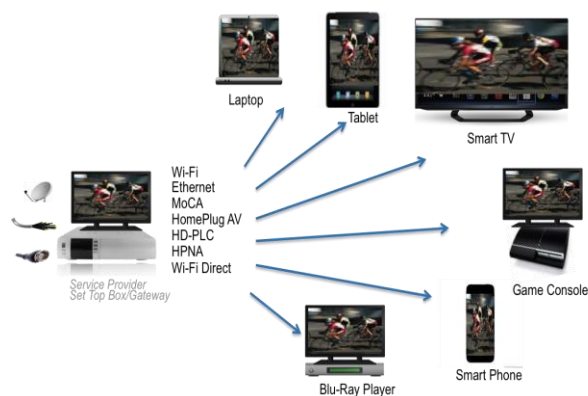 Laptop
Tablet
Smart TV
Wi-Fi
Ethernet
MoCA
HomePlug AV
HD-PLC
HPNA
Wi-Fi Direct
Service Provider
Set Top Box/Gateway
Game Console
Smart Phone
Blu-Ray Player